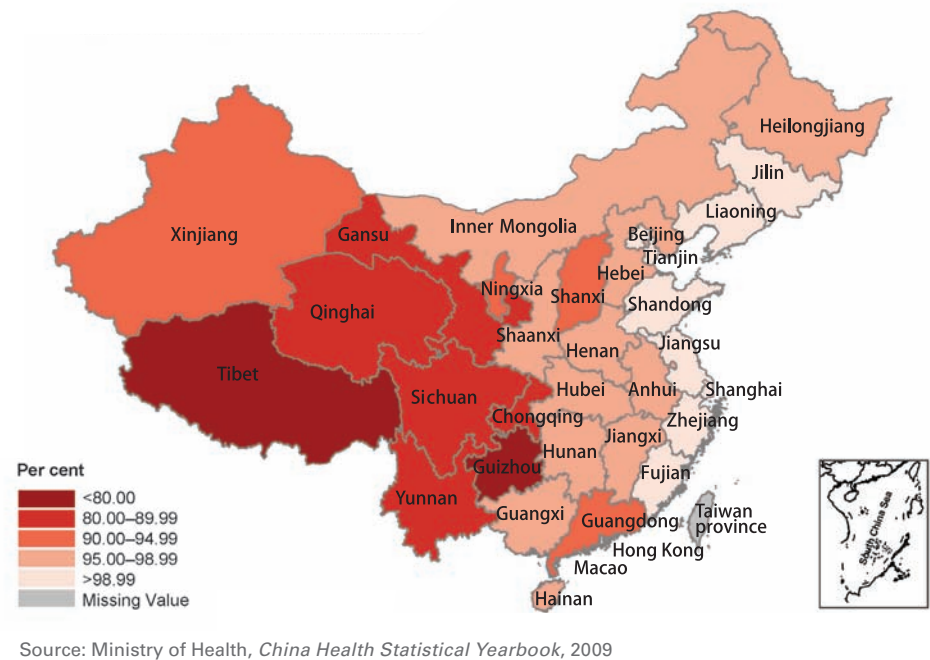 Heilongjiang
Jilin
Liaoning
Inner Mongolia
Beijing
Tianjin
Xinjiang
Gansu
Hebei
Ningxia
Shanxi
Shandong
Qinghai
Shaanxi
Jiangsu
Henan
Tibet
Sichuan
Hubei
Anhui
Shanghai
Chongqing
Zhejiang
Jiangxi
Hunan
Guizhou
Fujian
Yunnan
Guangxi
Guangdong
Taiwan
province
Hong Kong
Macao
Hainan
South China Sea
Per cent
<80.00
80.00–89.99
90.00–94.99
95.00–98.99
>98.99
Missing Value
Source: Ministry of Health, China Health Statistical Yearbook, 2009